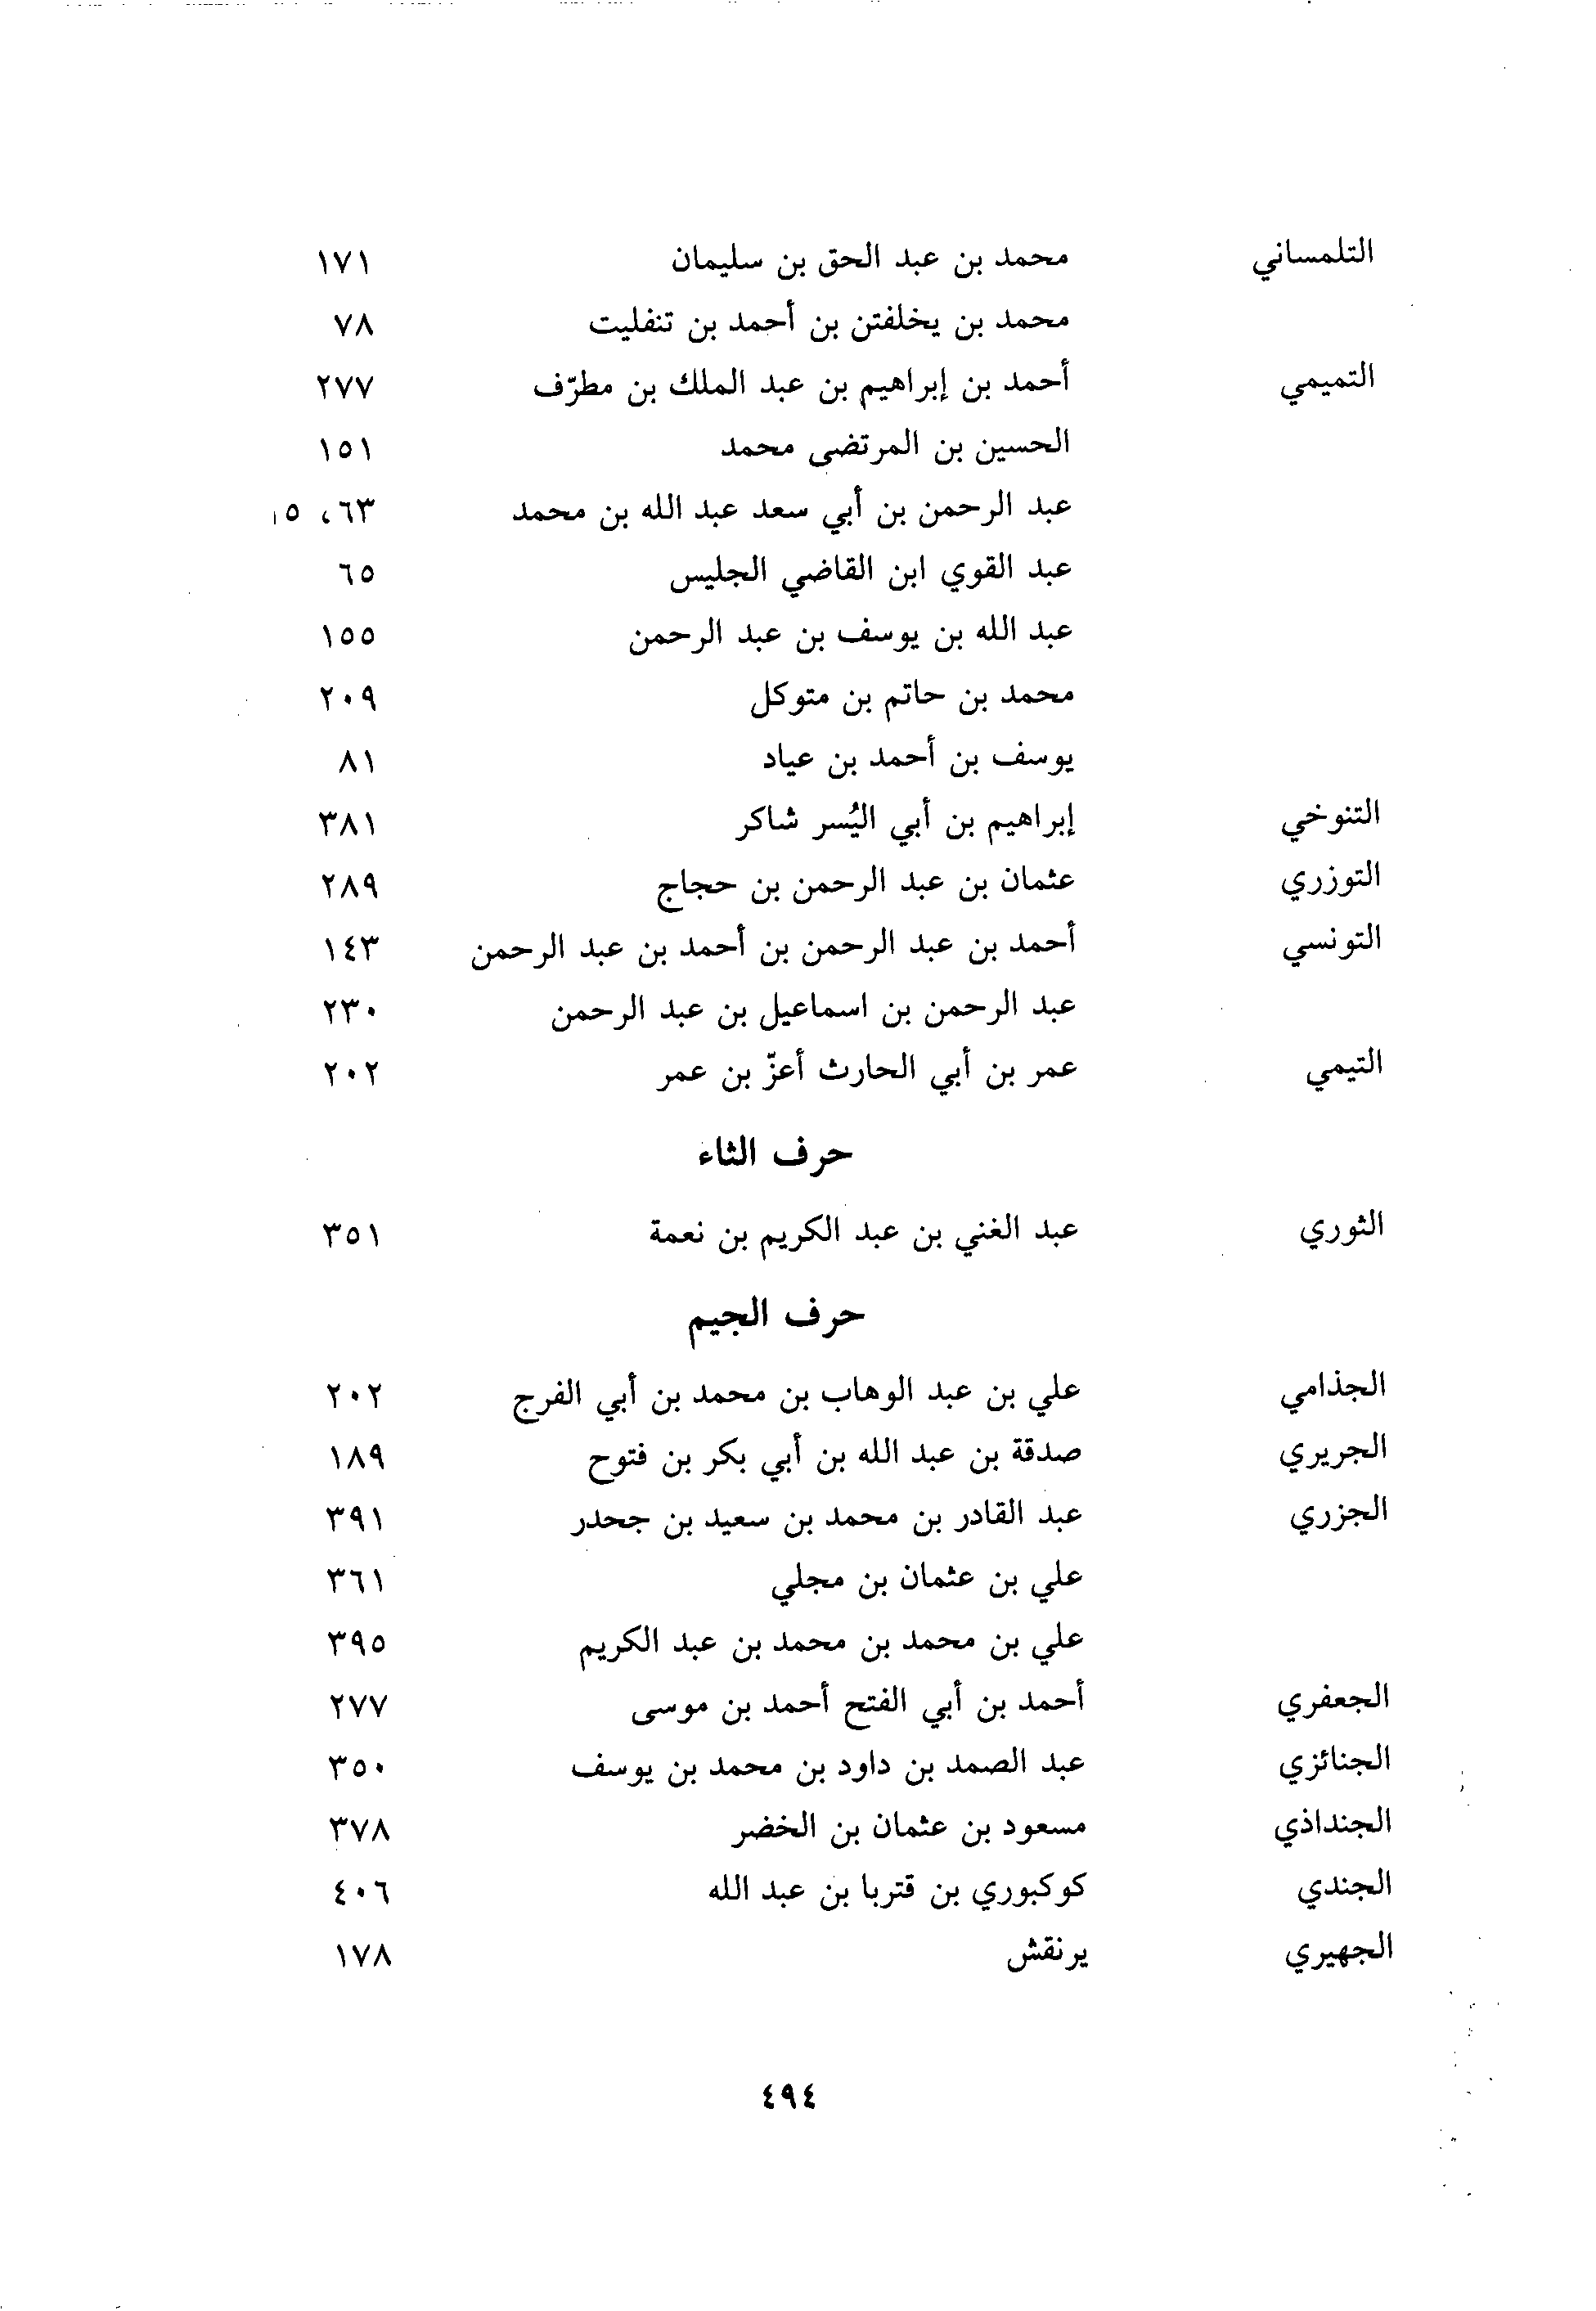 التلمساني محمد بن عبد الحق بن سليمان ١٧١
محمد بن يخلفتن بن أحمد بن تنفليت ٧٨
التميمي أحمد بن إبراهيم بن عبد الملك بن مطرّف ٢٧٧
الحسين بن المرتضى محمد ١٥١
عبد الرحمن بن أبي سعد عبد الله بن محمد ٦٣،
عبد القوي ابن القاضي الجليس ٦٥
عبد الله بن يوسف بن عبد الرحمن ١٥٥
محمد بن حاتم بن متوكل ٢٠٩
يوسف بن أحمد بن عياد ٨١
التنوخي إبراهيم بن أبي اليُسر شاكر ٣٨١
التوزري عثمان بن عبد الرحمن بن حجاج ٢٨٩
التونسي أحمد بن عبد الرحمن بن أحمد بن عبد الرحمن ١٤٣
عبد الرحمن بن اسماعيل بن عبد الرحمن ٢٣٠
التيمي عمر بن أبي الحارث أعزّ بن عمر ٢٠٢
حرف الثاء
الثوري عبد الغني بن عبد الكريم بن نعمة ٣٥١
حرف الجيم
الجذامي علي بن عبد الوهاب بن محمد بن أبي الفرج ٢٠٢
الجريري صدقة بن عبد الله بن أبي بكر بن فتوح ١٨٩
الجزري عبد القادر بن محمد بن سعيد بن جحدر ٣٩١
علي بن عثمان بن مجلي ٣٦١
علي بن محمد بن محمد بن عبد الكريم ٣٩٥
الجعفري أحمد بن أبي الفتح أحمد بن موسى ٢٧٧
الجنائزي عبد الصمد بن داود بن محمد بن يوسف ٣٥٠
الجنداذي مسعود بن عثمان بن الخضر ٣٧٨
الجندي كوكبوري بن قتربا بن عبد الله ٤٠٦
الجهيري يرنقش ١٧٨
٤٩٤